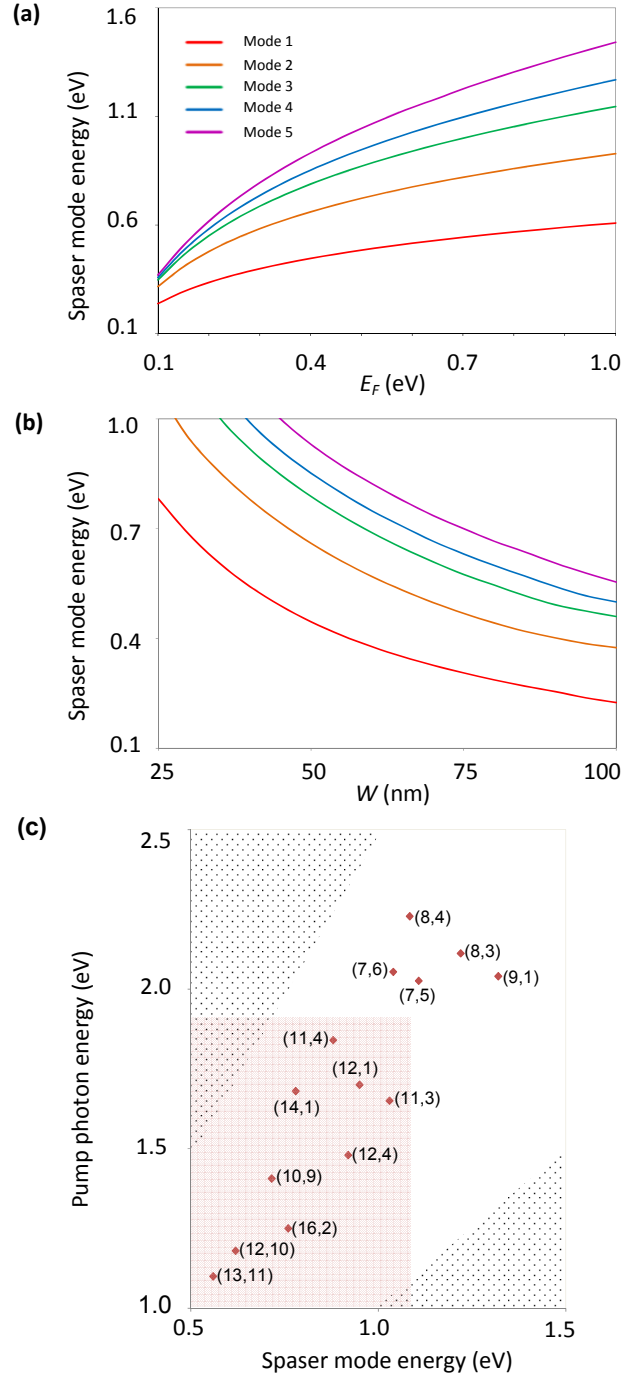 (a)
Spaser mode energy (eV)
1.6
1.1
0.6
0.1
Mode 1
Mode 2
Mode 3
Mode 4
Mode 5
0.1 0.4 0.7 1.0
E_F (eV)
(b)
Spaser mode energy (eV)
1.0
0.7
0.4
0.1
25 50 75 100
W (nm)
(c)
Pump photon energy (eV)
2.5
2.0
1.5
1.0
(8,4)
(8,3)
(7,6)
(9,1)
(7,5)
(11,4)
(12,1)
(14,1)
(11,3)
(12,4)
(10,9)
(16,2)
(12,10)
(13,11)
0.5 1.0 1.5
Spaser mode energy (eV)